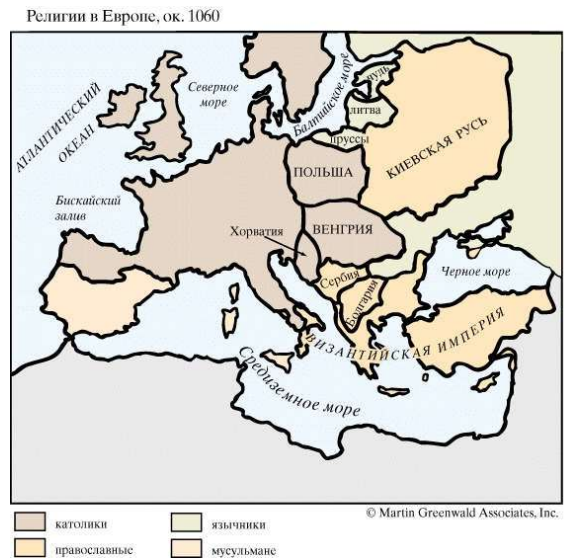 Религии в Европе, ок. 1060
АТЛАНТИЧЕСКИЙ
ОКЕАН
Северное
море
Балтийское море
чудь
литва
пруссы
КИЕВСКАЯ РУСЬ
ПОЛЬША
Бискайский
залив
Хорватия
ВЕНГРИЯ
Сербия
Болгария
Черное море
ВИЗАНТИЙСКАЯ ИМПЕРИЯ
Средиземное море
© Martin Greenwald Associates, Inc.
католики
язычники
православные
мусульмане